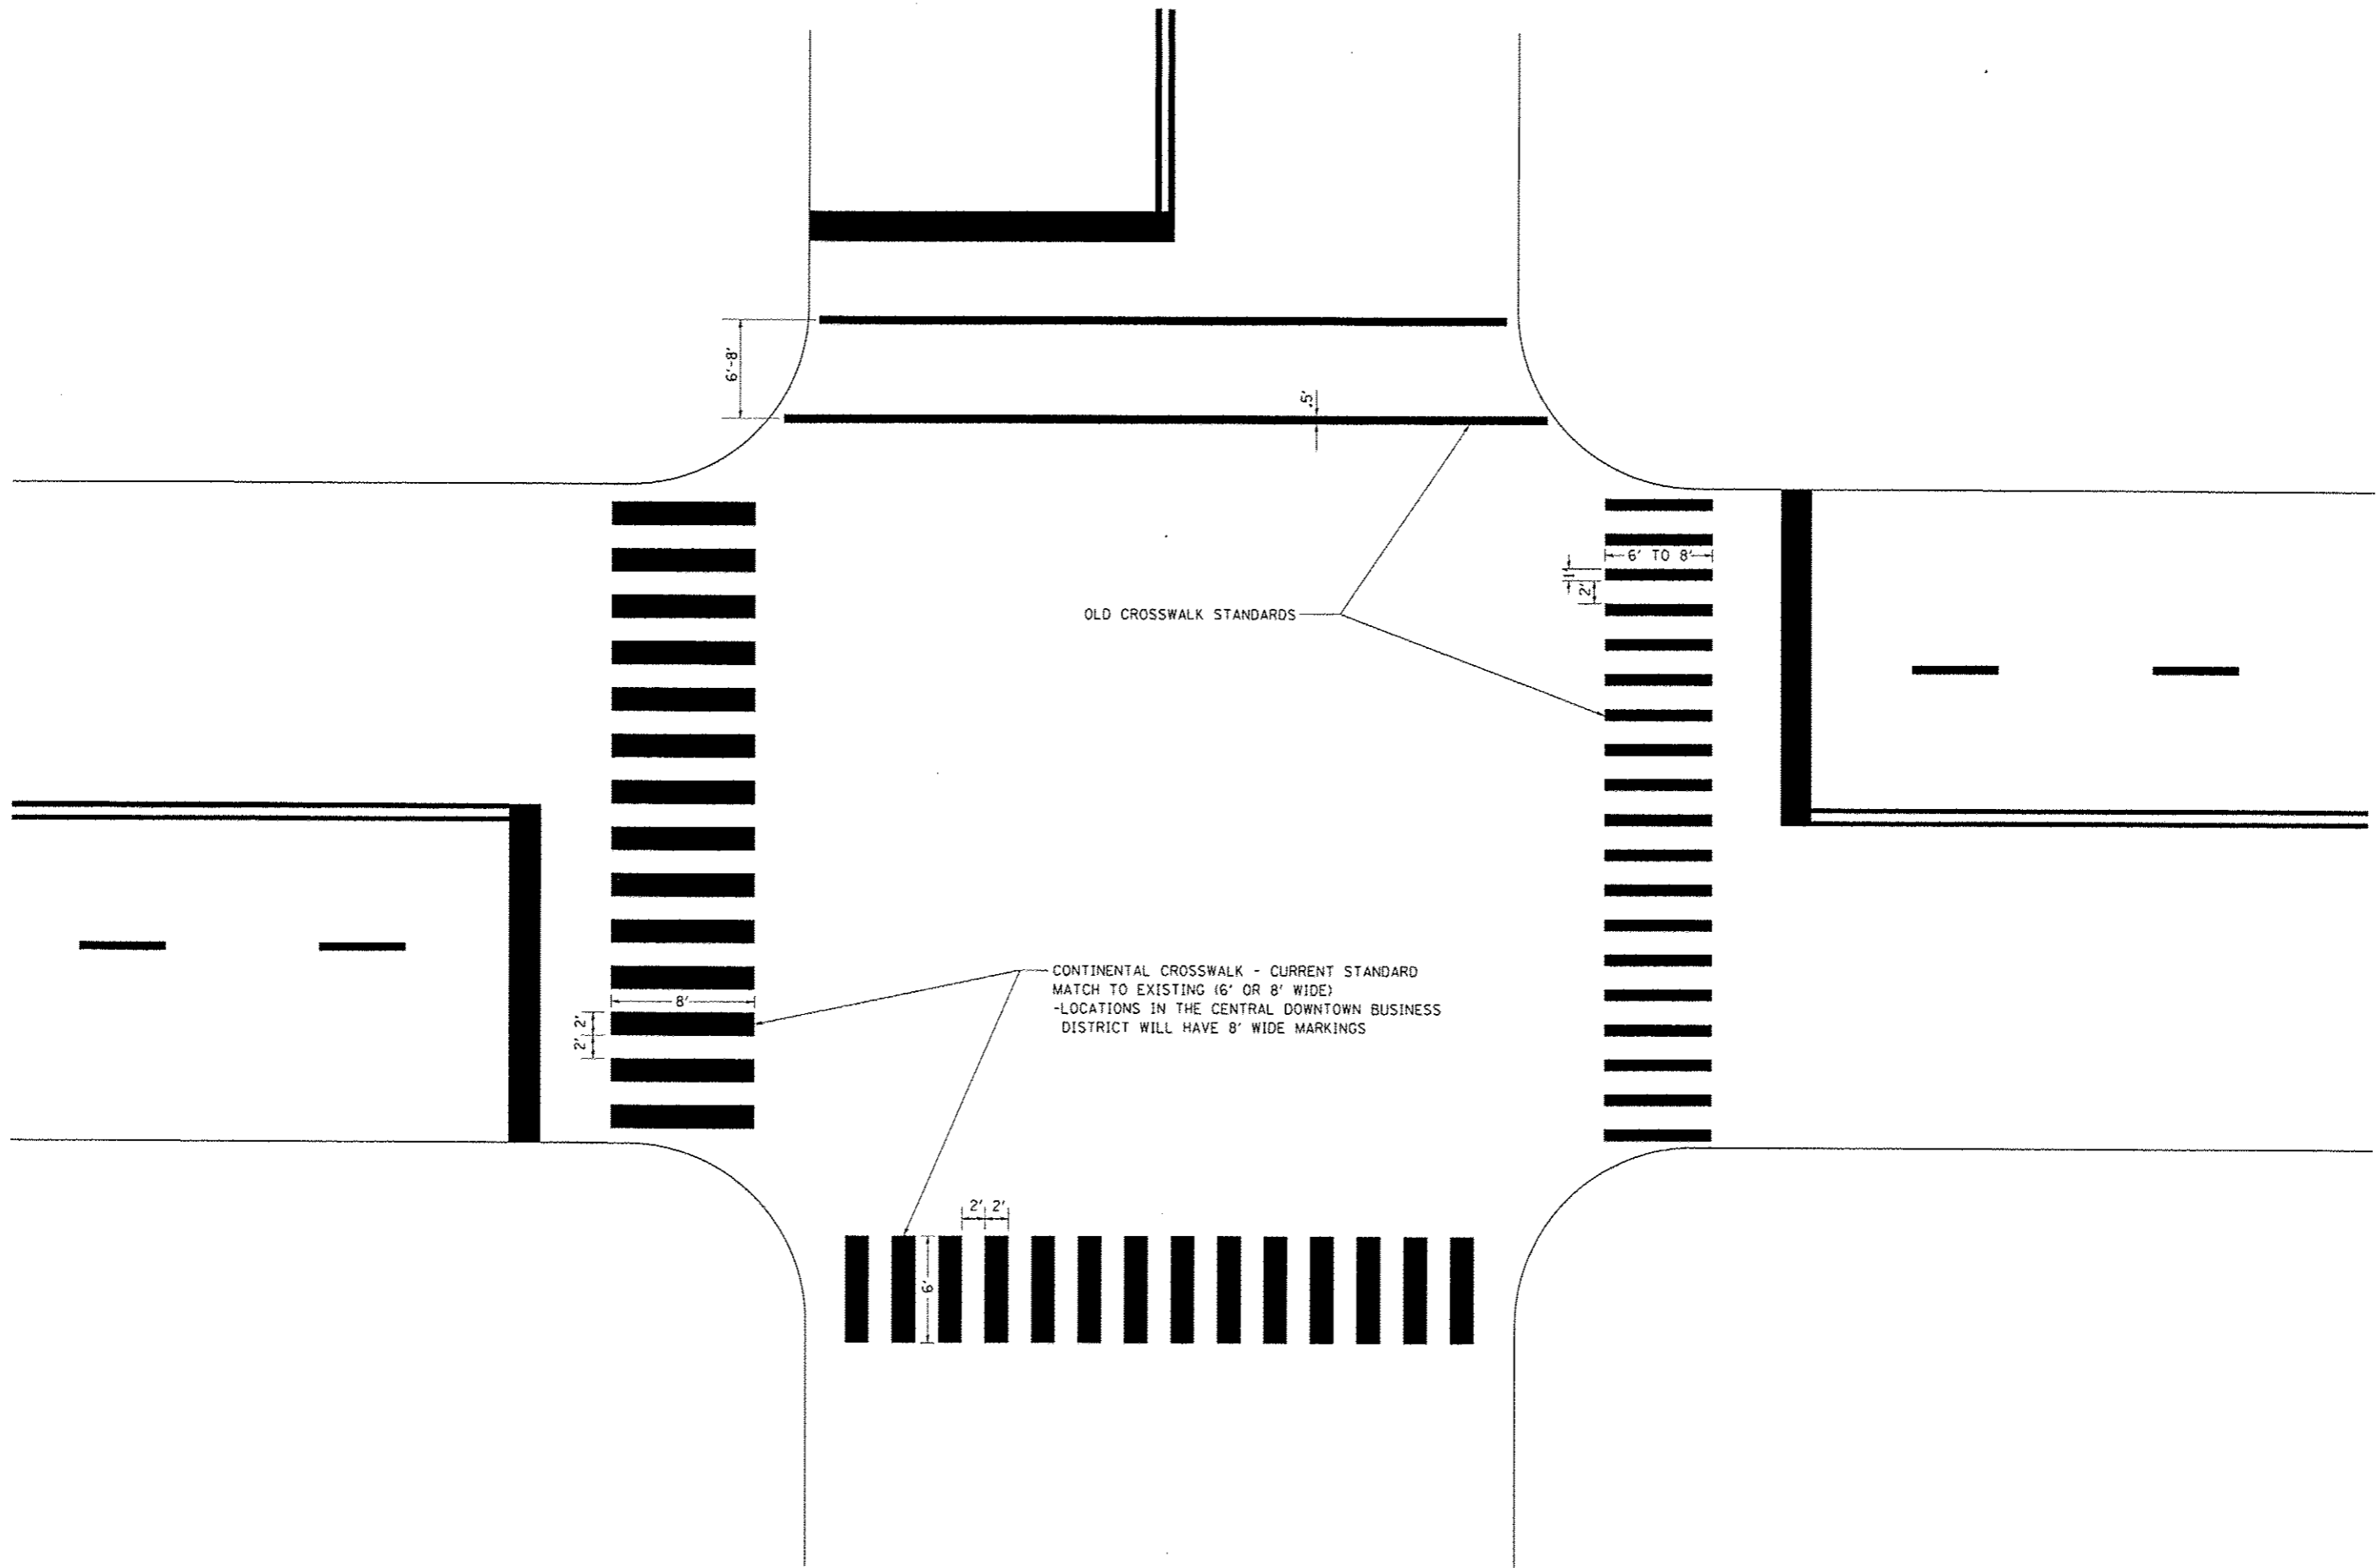 6'-8'
.5'
6' TO 8'
1'
2'
OLD CROSSWALK STANDARDS
CONTINENTAL CROSSWALK - CURRENT STANDARD
MATCH TO EXISTING (6' OR 8' WIDE)
-LOCATIONS IN THE CENTRAL DOWNTOWN BUSINESS
DISTRICT WILL HAVE 8' WIDE MARKINGS
8'
2'
2'
2' 2'
6'